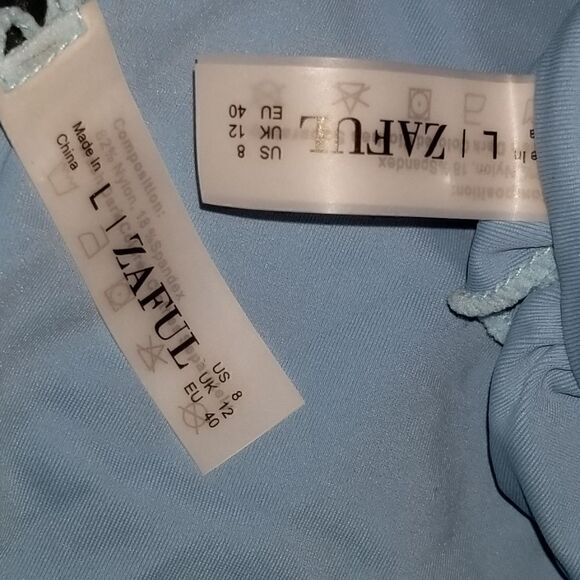 Made In
China
L | ZAFUL
US 8
UK 12
EU 40
Composition:
82% Nylon, 18% Spandex
L | ZAFUL
US 8
UK 12
EU 40